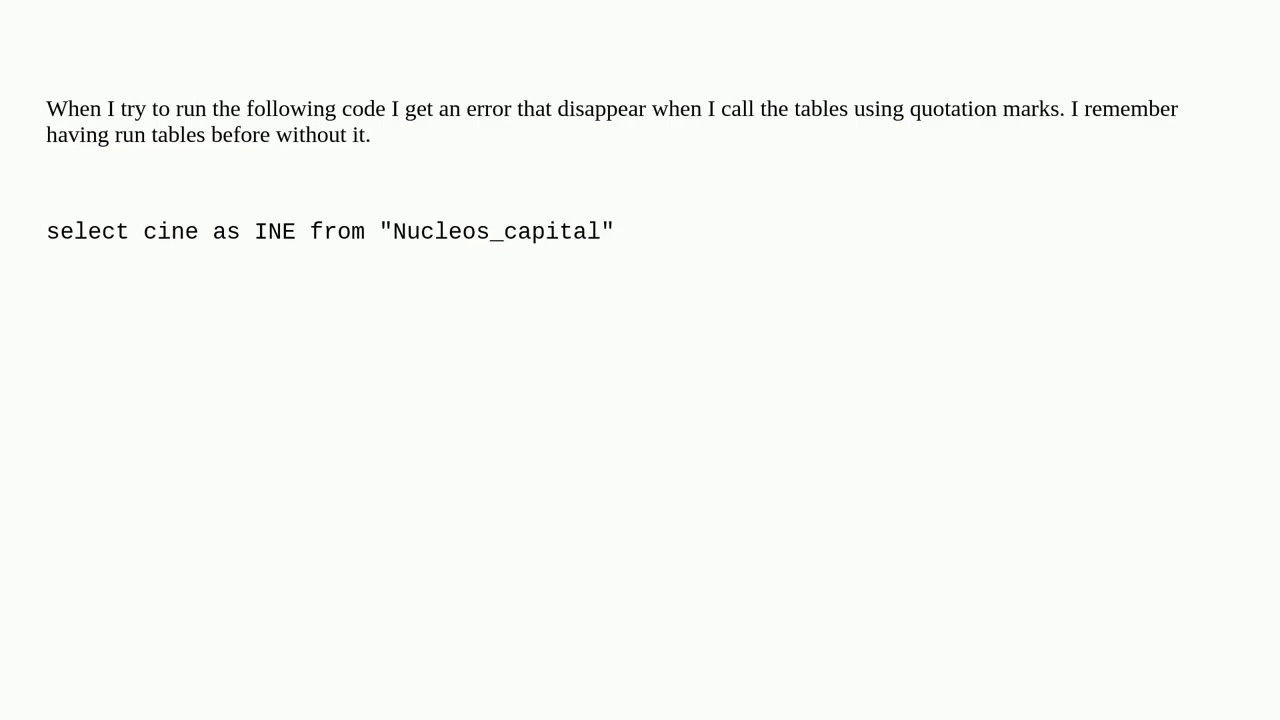 When I try to run the following code I get an error that disappear when I call the tables using quotation marks. I remember
having run tables before without it.
select cine as INE from "Nucleos_capital"